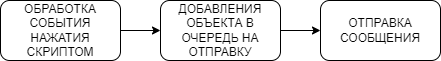 ОБРАБОТКА
СОБЫТИЯ
НАЖАТИЯ
СКРИПТОМ
ДОБАВЛЕНИЯ
ОБЪЕКТА В
ОЧЕРЕДЬ НА
ОТПРАВКУ
ОТПРАВКА
СООБЩЕНИЯ